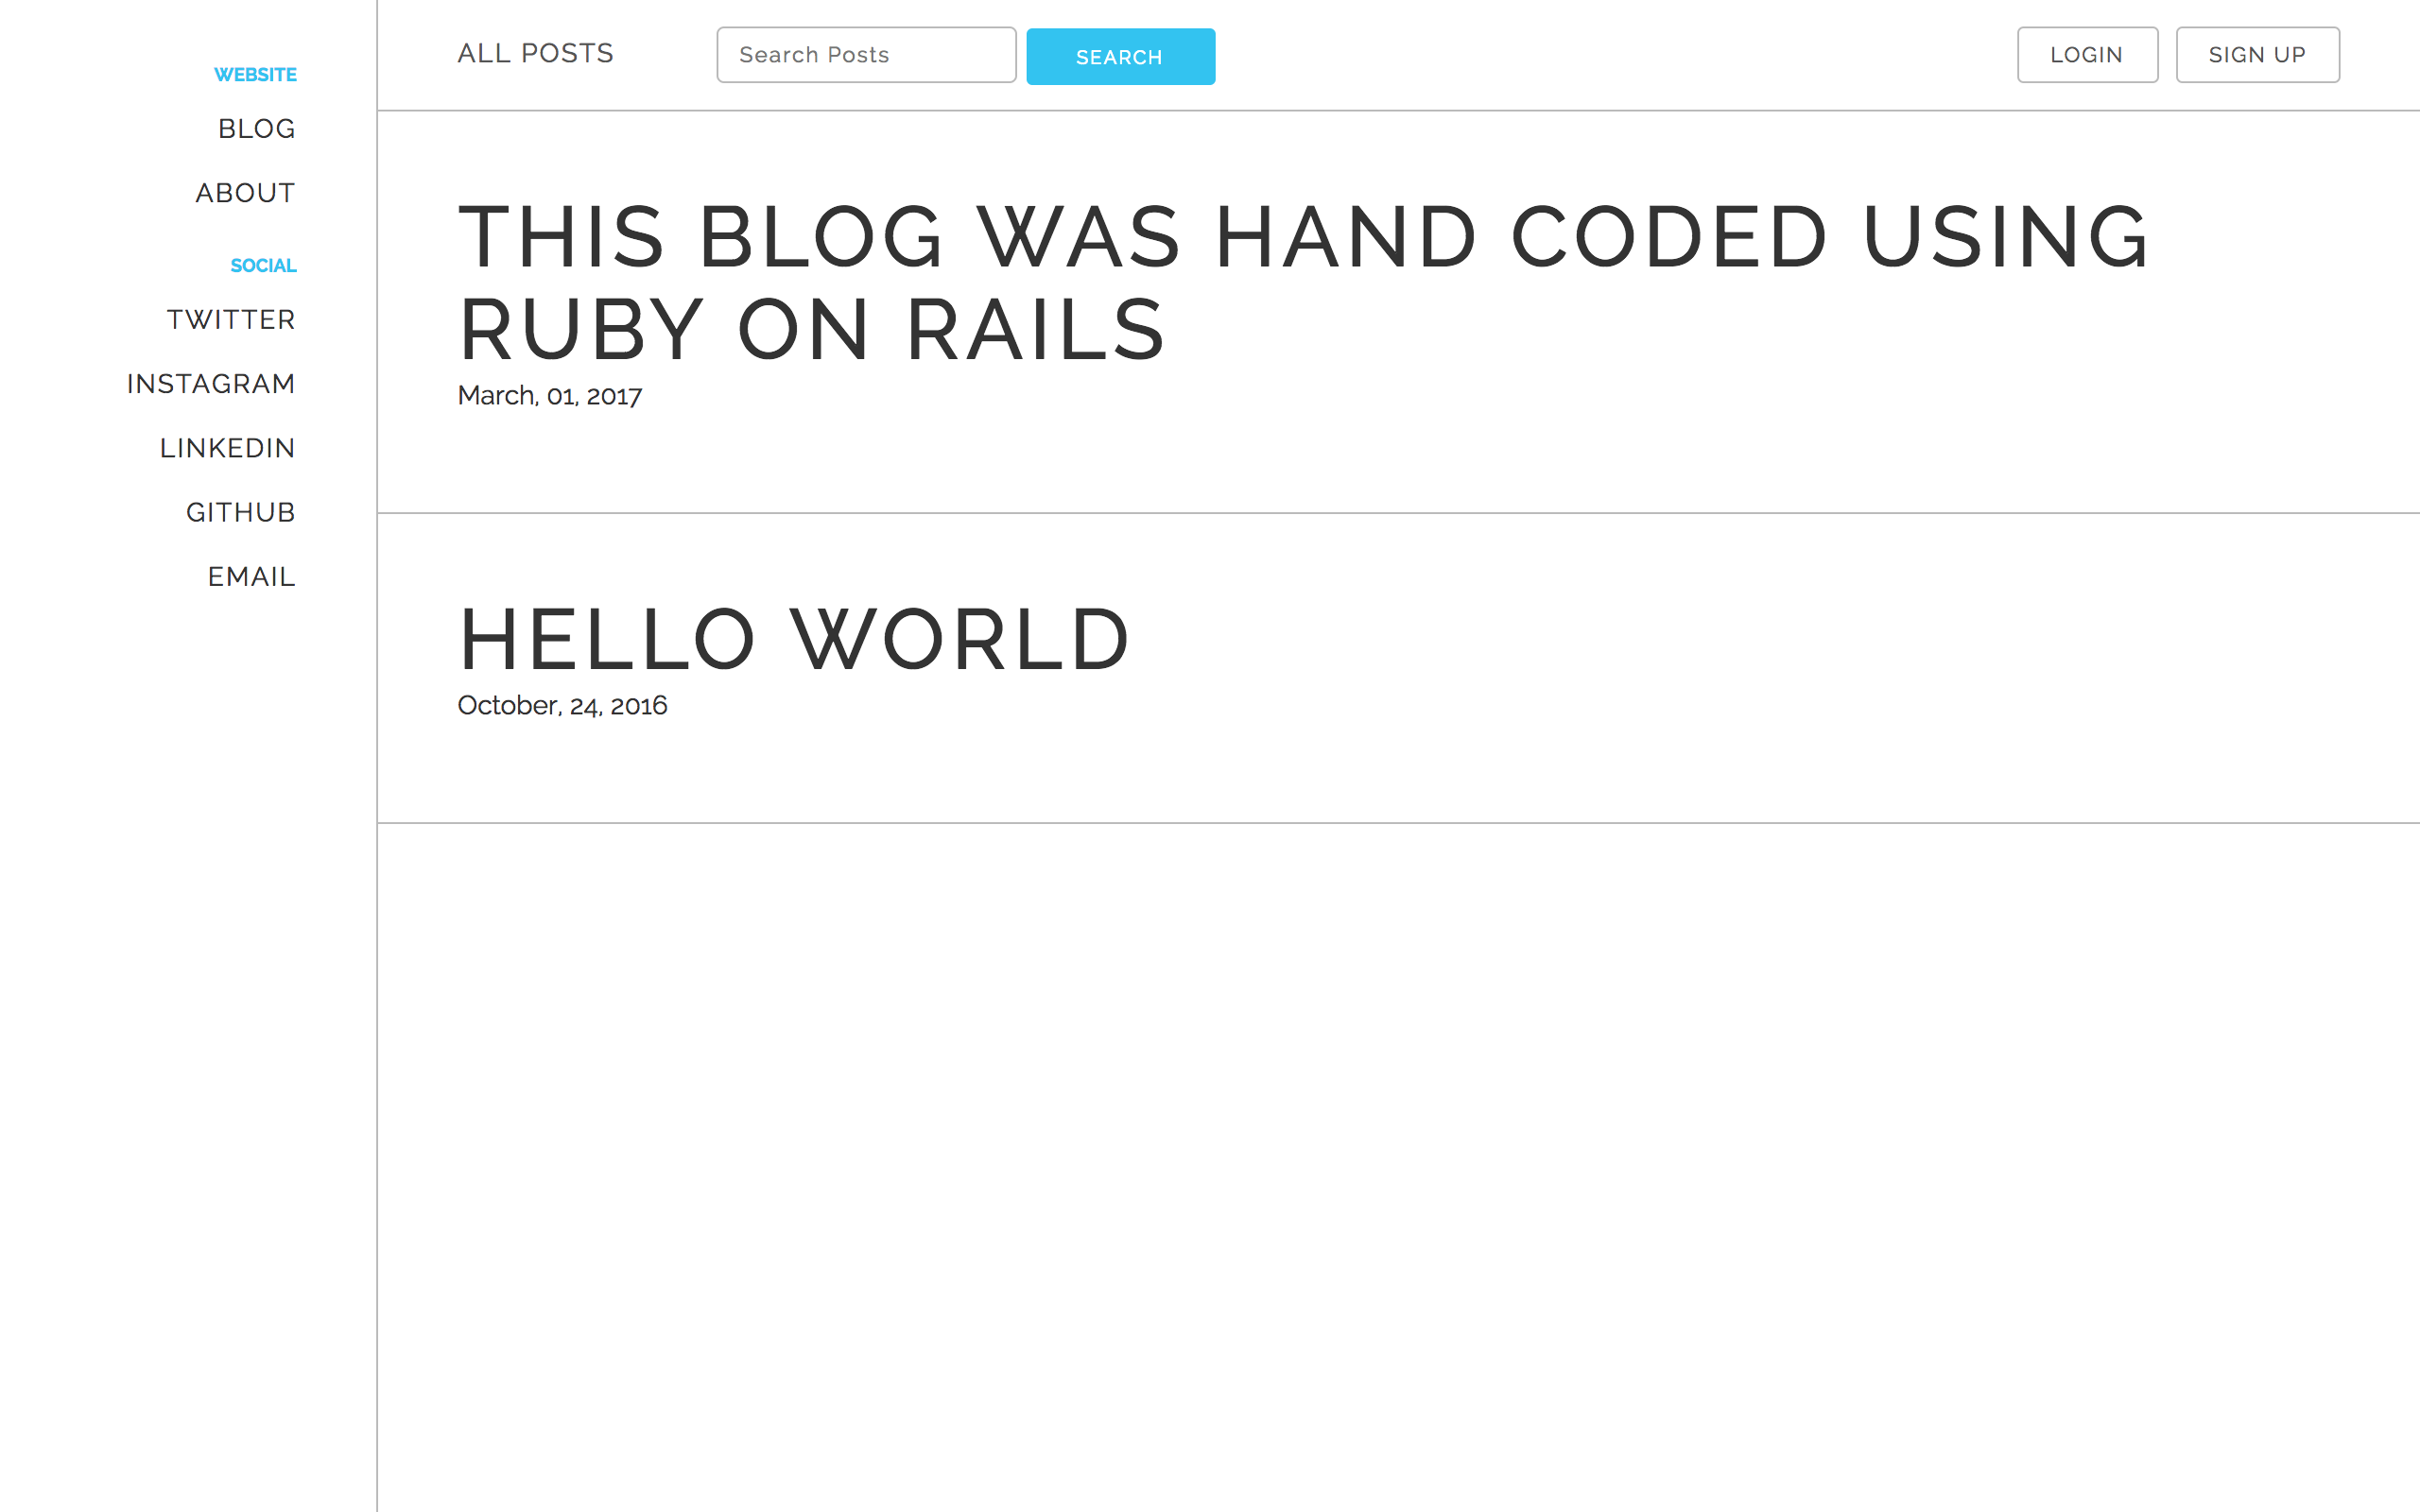 WEBSITE
BLOG
ABOUT
SOCIAL
TWITTER
INSTAGRAM
LINKEDIN
GITHUB
EMAIL
ALL POSTS
Search Posts
SEARCH
LOGIN
SIGN UP
THIS BLOG WAS HAND CODED USING
RUBY ON RAILS
March, 01, 2017
HELLO WORLD
October, 24, 2016